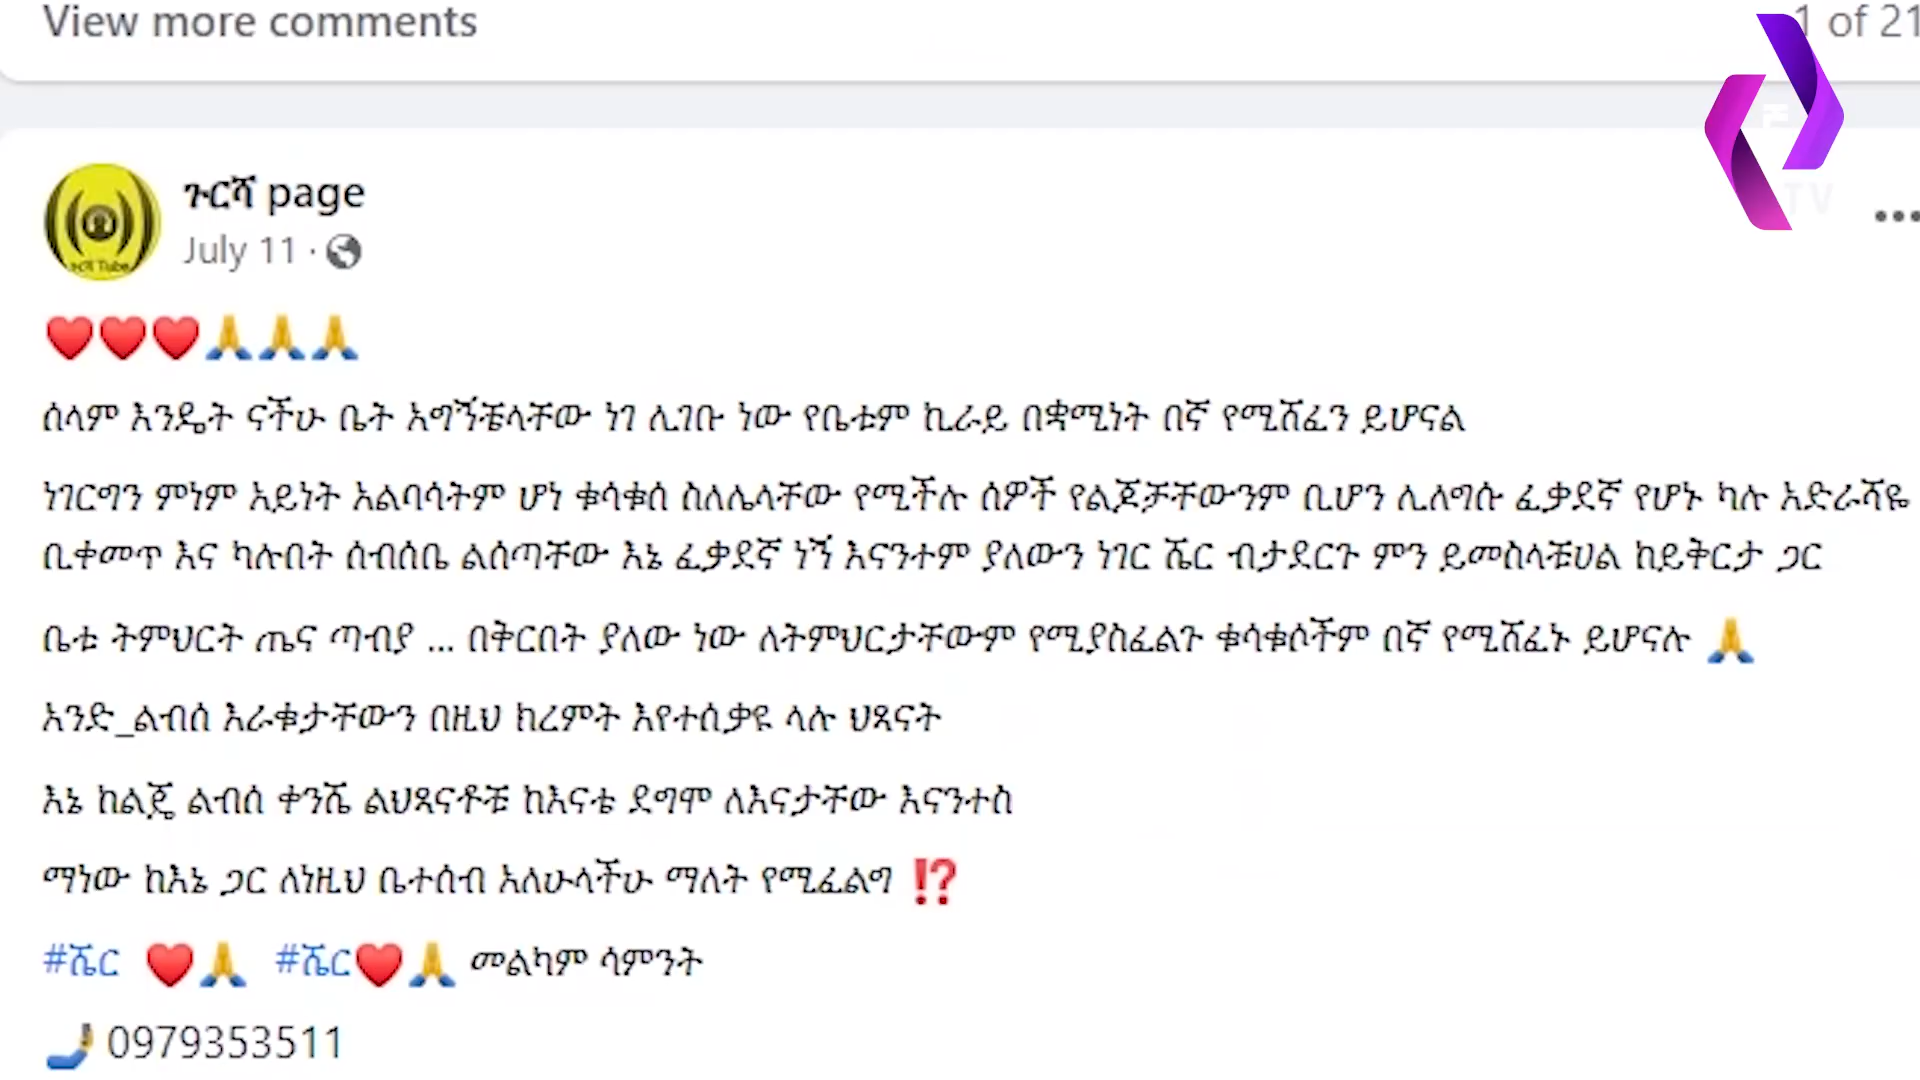 View more comments
1 of 21
ጉርሻ page
July 11 ·
❤️❤️❤️🙏🙏🙏
ሰላም እንዴት ናችሁ ቤት አግኝቼላቸው ነገ ሊገቡ ነው የቤቱም ኪራይ በቋሚነት በኛ የሚሸፈን ይሆናል
ነገርግን ምነም አይነት አልባሳትም ሆነ ቁሳቁስ ስለሌላቸው የሚችሉ ሰዎች የልጆቻቸውንም ቢሆን ሊለግሱ ፈቃደኛ የሆኑ ካሉ አድራሻዬ
ቢቀመጥ እና ካሉበት ሰብስቤ ልሰጣቸው እኔ ፈቃደኛ ነኝ እናንተም ያለውን ነገር ሼር ብታደርጉ ምን ይመስላቹሀል ከይቅርታ ጋር
ቤቱ ትምህርት ጤና ጣብያ ... በቅርበት ያለው ነው ለትምህርታቸውም የሚያስፈልጉ ቁሳቁሶችም በኛ የሚሸፈኑ ይሆናሉ 🙏
አንድ_ልብስ እራቁታቸውን በዚህ ክረምት እየተሰቃዩ ላሉ ህጻናት
እኔ ከልጄ ልብስ ቀንሼ ልህጻናቶቹ ከእናቴ ደግሞ ለእናታቸው እናንተስ
ማነው ከእኔ ጋር ለነዚህ ቤተሰብ አለሁላችሁ ማለት የሚፈልግ ⁉️
#ሼር ❤️🙏 #ሼር❤️🙏 መልካም ሳምንት
🤳 0979353511
TV